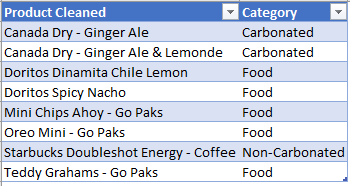 Product Cleaned Category
Canada Dry - Ginger Ale Carbonated
Canada Dry - Ginger Ale & Lemonde Carbonated
Doritos Dinamita Chile Lemon Food
Doritos Spicy Nacho Food
Mini Chips Ahoy - Go Paks Food
Oreo Mini - Go Paks Food
Starbucks Doubleshot Energy - Coffee Non-Carbonated
Teddy Grahams - Go Paks Food